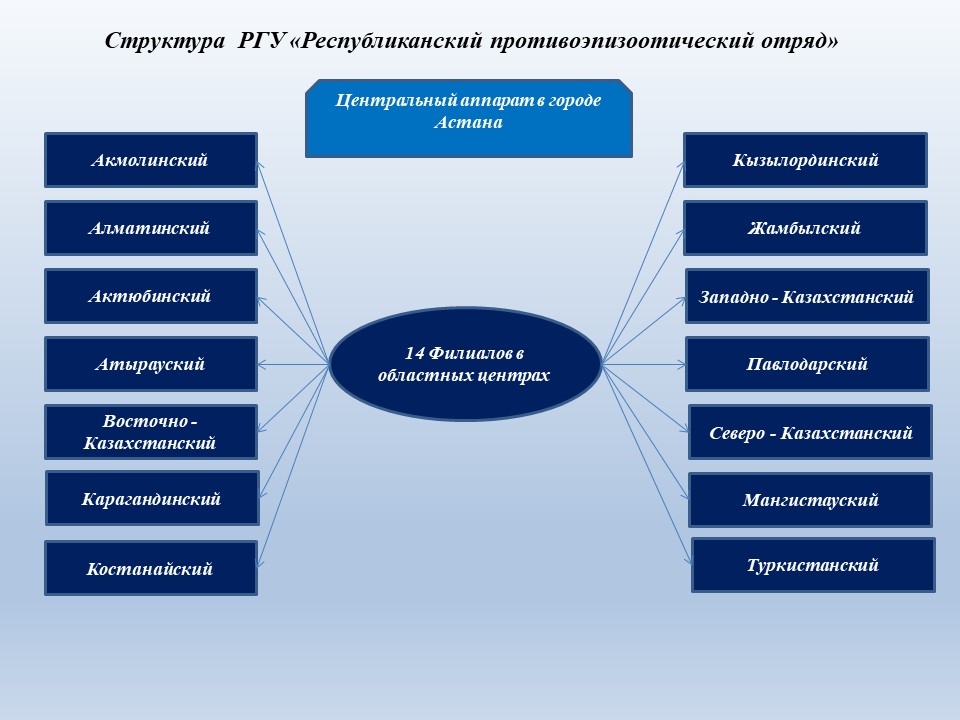 Структура РГУ «Республиканский противоэпизоотический отряд»
Центральный аппарат в городе
Астана
Акмолинский
Алматинский
Актюбинский
Атырауский
Восточно -
Казахстанский
Карагандинский
Костанайский
14 Филиалов в
областных центрах
Кызылординский
Жамбылский
Западно - Казахстанский
Павлодарский
Северо - Казахстанский
Мангистауский
Туркистанский